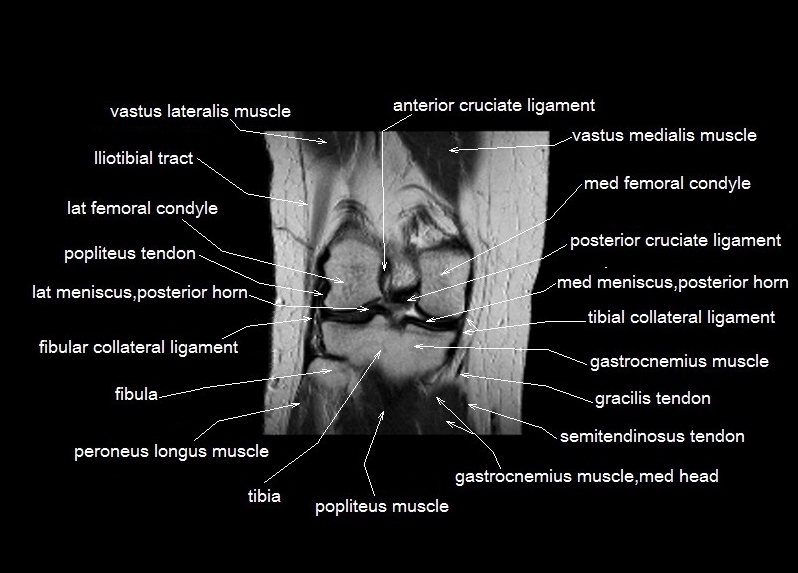 vastus lateralis muscle
anterior cruciate ligament
vastus medialis muscle
lliotibial tract
med femoral condyle
lat femoral condyle
posterior cruciate ligament
popliteus tendon
med meniscus,posterior horn
lat meniscus,posterior horn
tibial collateral ligament
fibular collateral ligament
gastrocnemius muscle
fibula
gracilis tendon
semitendinosus tendon
peroneus longus muscle
gastrocnemius muscle,med head
tibia
popliteus muscle